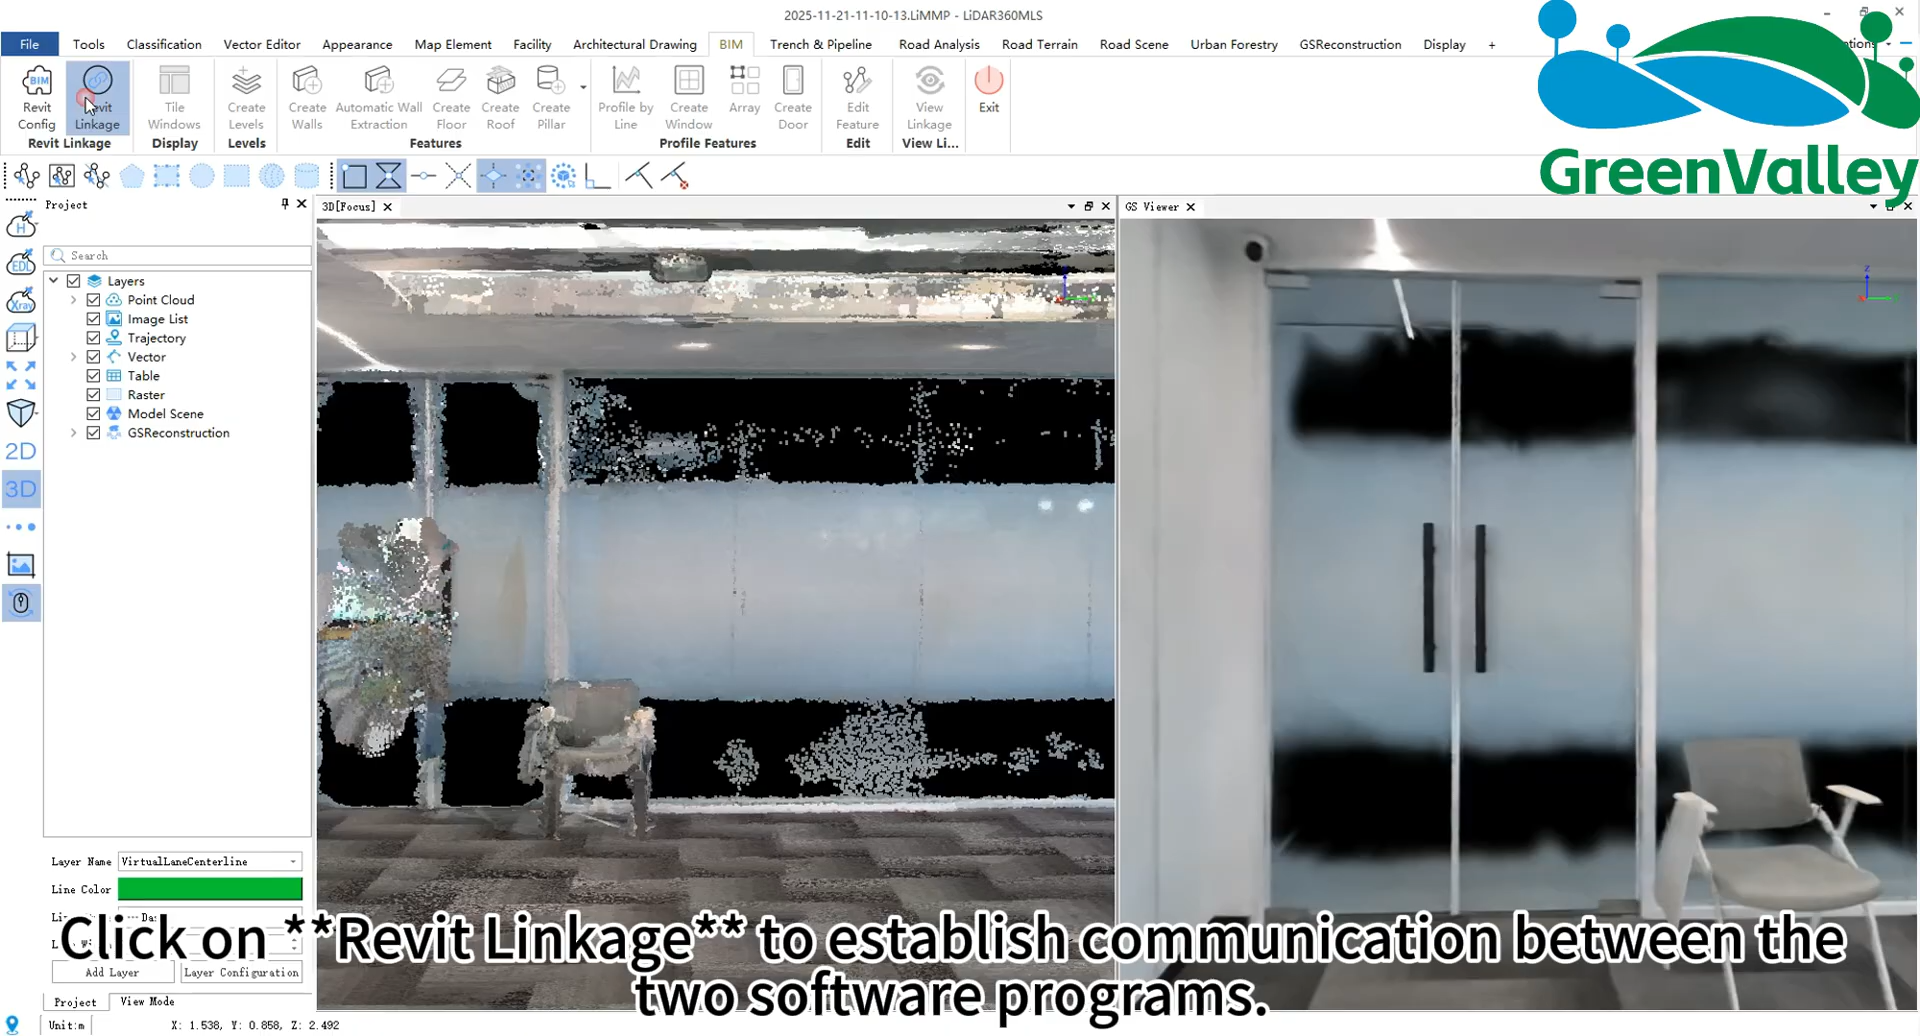 2025-11-21-11-10-13.LiMMP - LiDAR360MLS
File Tools Classification Vector Editor Appearance Map Element Facility Architectural Drawing BIM Trench & Pipeline Road Analysis Road Terrain Road Scene Urban Forestry GSReconstruction Display +
Revit Config
Revit Linkage
Tile Windows
Create Levels
Create Walls
Automatic Wall Extraction
Create Floor
Create Roof
Create Pillar
Profile by Line
Create Window
Array
Create Door
Edit Feature
View Linkage
Exit
Revit Linkage Display Levels Features Profile Features Edit View Li...
GreenValley
Project
3D[Focus]
GS Viewer
Search
Layers
Point Cloud
Image List
Trajectory
Vector
Table
Raster
Model Scene
GSReconstruction
H
EDL
Xray
2D
3D
Layer Name VirtualLaneCenterline
Line Color
Click on **Revit Linkage** to establish communication between the
two software programs.
Add Layer Layer Configuration
Project View Mode
Unit:m X: 1.538, Y: 0.858, Z: 2.492